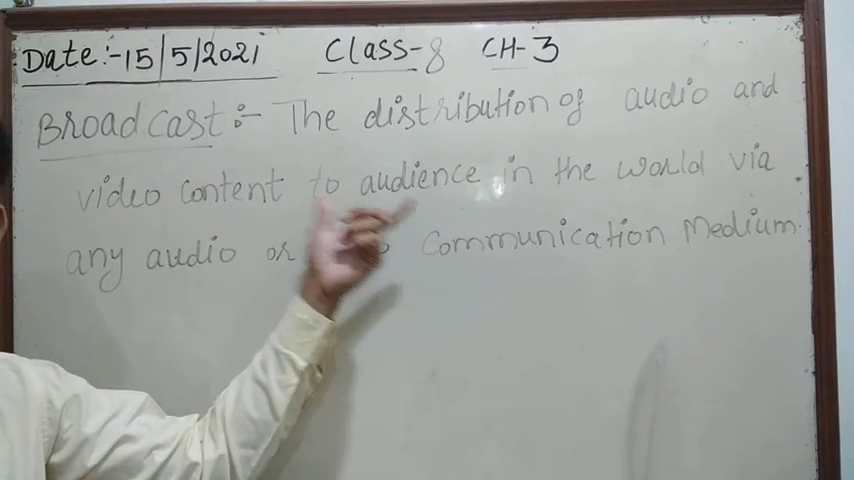 Date:-15/5/2021 Class-8 CH-3
Broadcast:- The distribution of audio and
video content to audience in the world via
any audio or communication Medium.